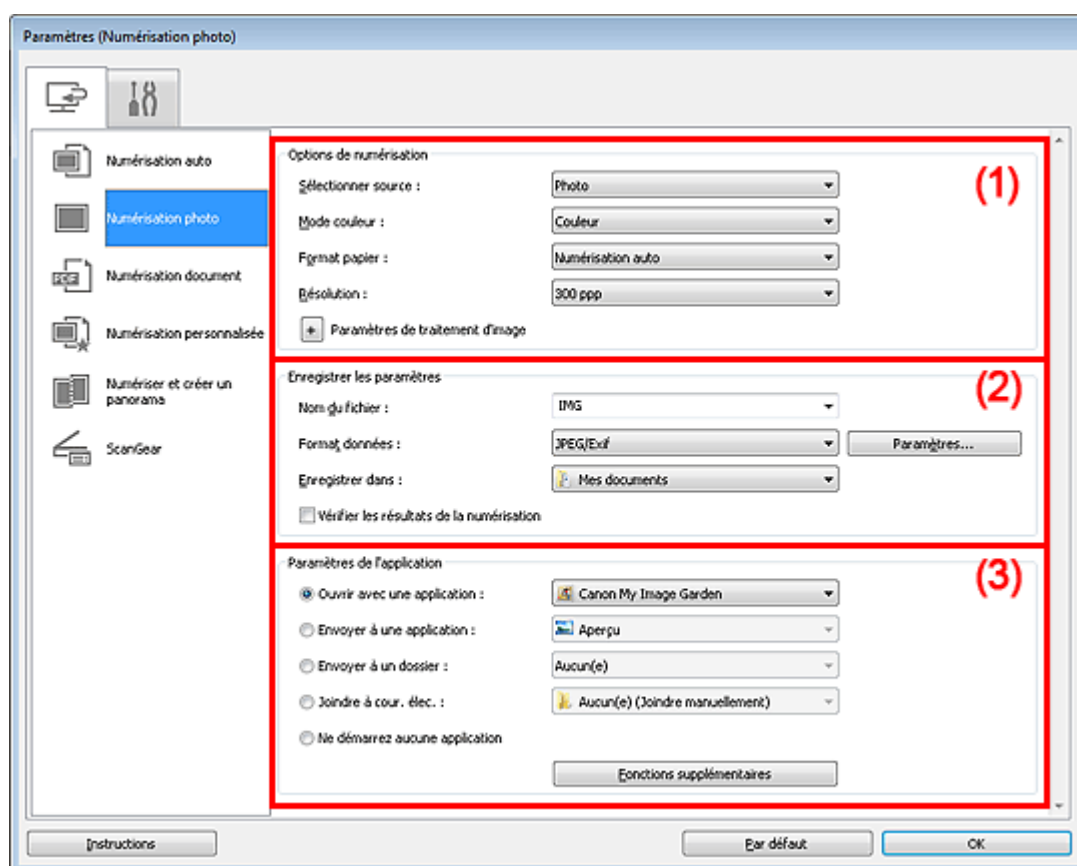 Paramètres (Numérisation photo)
Numérisation auto
Numérisation photo
Numérisation document
Numérisation personnalisée
Numériser et créer un
panorama
ScanGear
Options de numérisation
(1)
Sélectionner source : Photo
Mode couleur : Couleur
Format papier : Numérisation auto
Résolution : 300 ppp
+ Paramètres de traitement d'image
Enregistrer les paramètres
(2)
Nom du fichier : IMG
Format données : JPEG/Exif Paramètres...
Enregistrer dans : Mes documents
Vérifier les résultats de la numérisation
Paramètres de l'application
(3)
Ouvrir avec une application : Canon My Image Garden
Envoyer à une application : Aperçu
Envoyer à un dossier : Aucun(e)
Joindre à cour. élec. : Aucun(e) (Joindre manuellement)
Ne démarrez aucune application
Fonctions supplémentaires
Instructions Par défaut OK